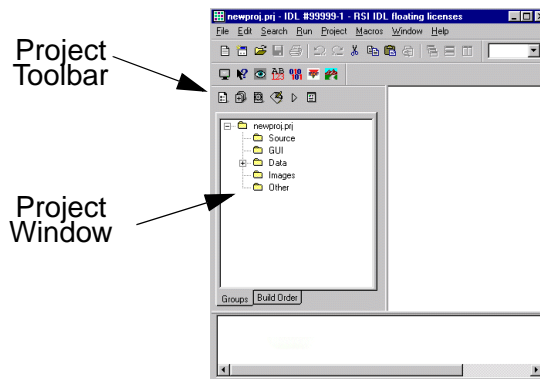 newproj.prj - IDL #99999-1 - RSI IDL floating licenses
File Edit Search Run Project Macros Window Help
Project
Toolbar
newproj.prj
Source
GUI
Data
Images
Other
Project
Window
Groups Build Order